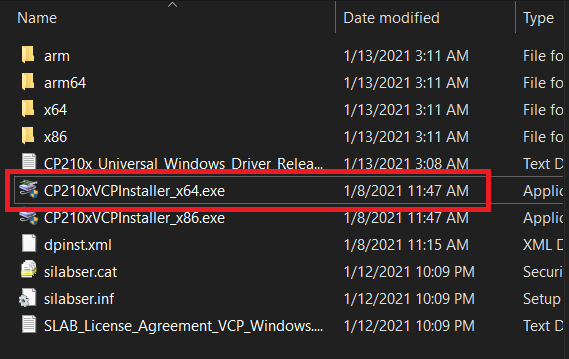 Name Date modified Type
arm 1/13/2021 3:11 AM File fo
arm64 1/13/2021 3:11 AM File fo
x64 1/13/2021 3:11 AM File fo
x86 1/13/2021 3:11 AM File fo
CP210x_Universal_Windows_Driver_Relea... 1/13/2021 3:08 AM Text D
CP210xVCPInstaller_x64.exe 1/8/2021 11:47 AM Applic
CP210xVCPInstaller_x86.exe 1/8/2021 11:47 AM Applic
dpinst.xml 1/8/2021 11:15 AM XML D
silabser.cat 1/12/2021 10:09 PM Securi
silabser.inf 1/12/2021 10:09 PM Setup
SLAB_License_Agreement_VCP_Windows.... 1/12/2021 10:09 PM Text D